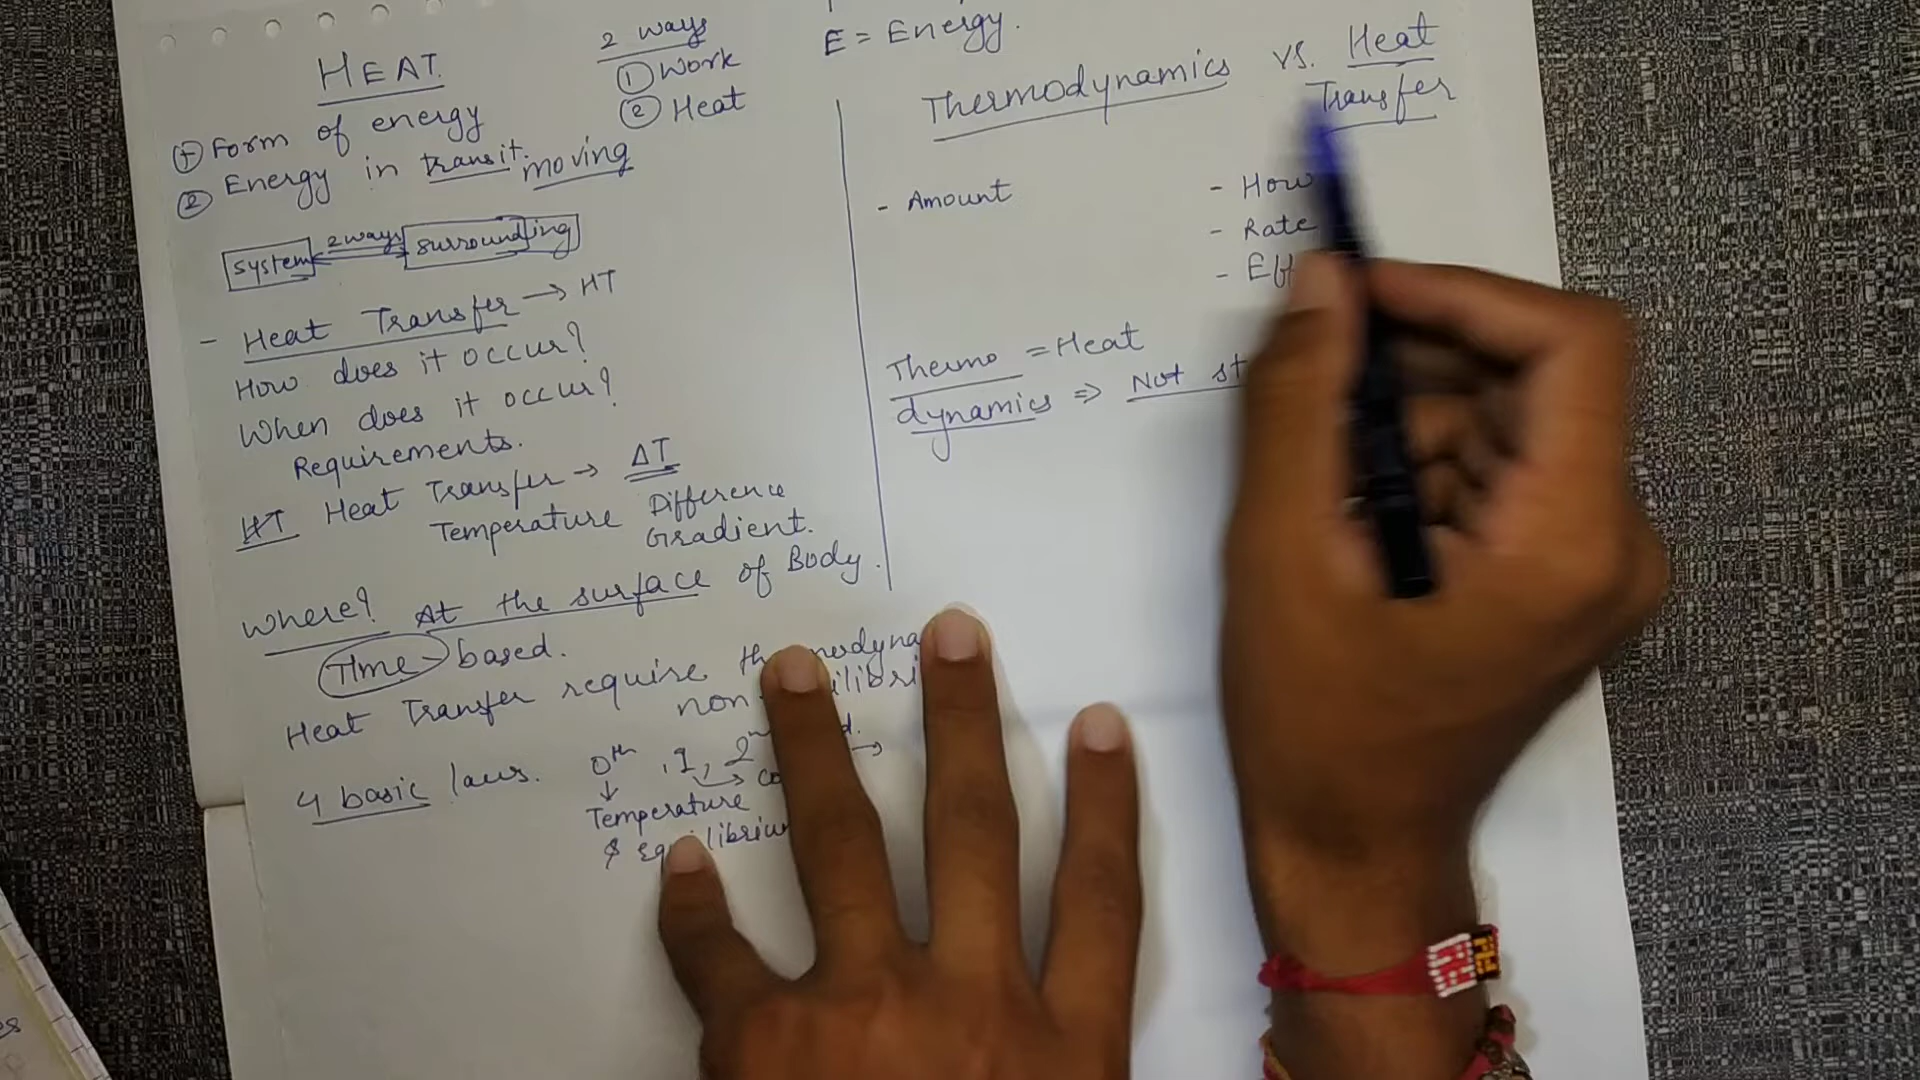 HEAT
① Form of energy
② Energy in transit. moving
2 ways
① Work
② Heat
system 2 ways surrounding
- Heat Transfer → HT
How does it occur?
When does it occur?
Requirements.
HT Heat Transfer → ΔT
Temperature Difference
Gradient.
Where? At the surface of Body.
Time - based.
Heat Transfer require
non
4 basic laws. 0th, 1, 2
↓
Temperature
&
E = Energy.
Thermodynamics vs. Heat
Transfer
- Amount
- How
- Rate
Thermo = Heat
dynamics ⇒ Not